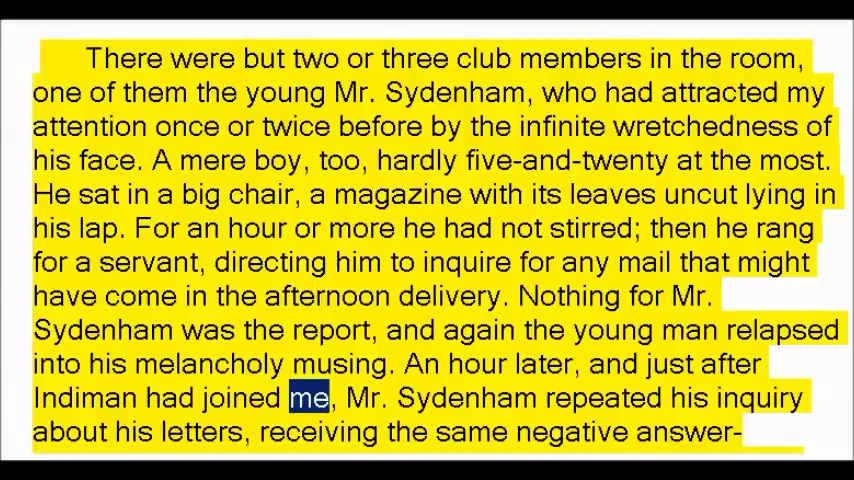 There were but two or three club members in the room,
one of them the young Mr. Sydenham, who had attracted my
attention once or twice before by the infinite wretchedness of
his face. A mere boy, too, hardly five-and-twenty at the most.
He sat in a big chair, a magazine with its leaves uncut lying in
his lap. For an hour or more he had not stirred; then he rang
for a servant, directing him to inquire for any mail that might
have come in the afternoon delivery. Nothing for Mr.
Sydenham was the report, and again the young man relapsed
into his melancholy musing. An hour later, and just after
Indiman had joined me, Mr. Sydenham repeated his inquiry
about his letters, receiving the same negative answer-